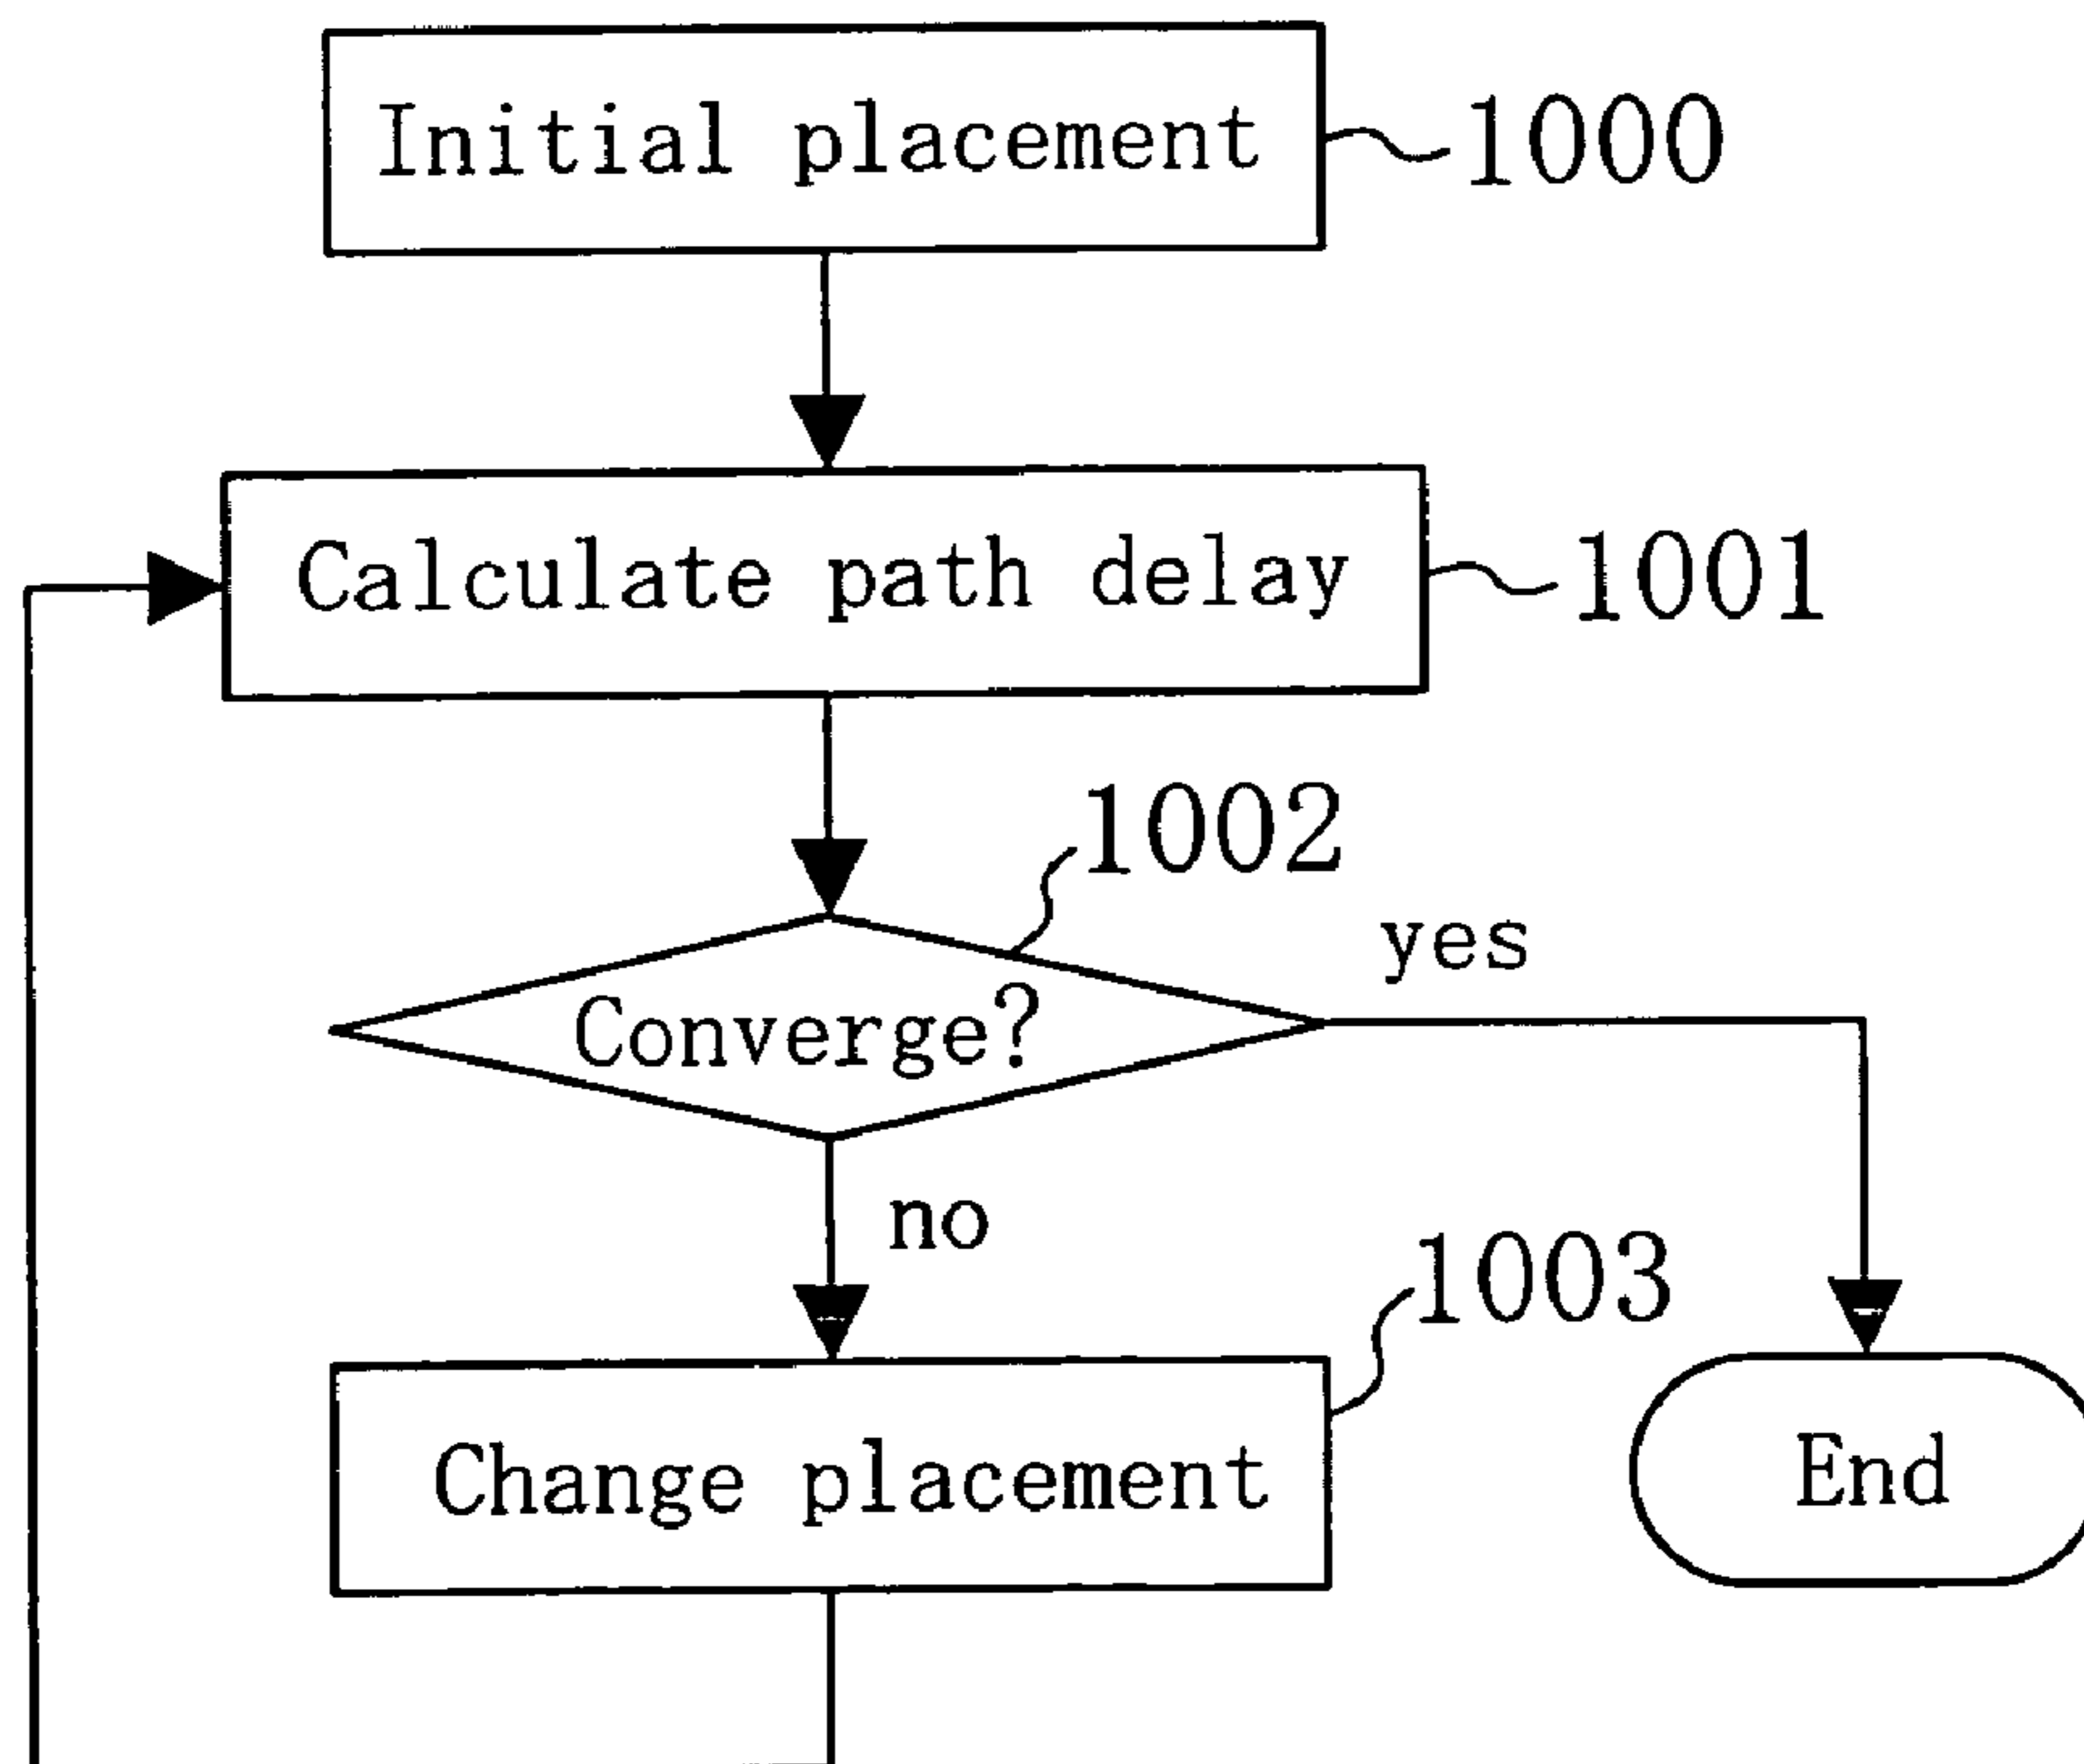 Initial placement
1000
Calculate path delay
1001
1002
yes
Converge?
no
1003
Change placement
End